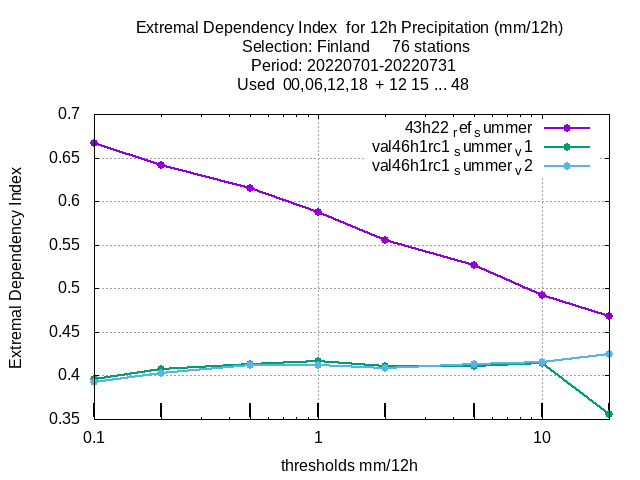 Extremal Dependency Index  for 12h Precipitation (mm/12h)
Selection: Finland     76 stations
Period: 20220701-20220731
Used  00,06,12,18  + 12 15 ... 48
43h22 ref summer
val46h1rc1 summer v1
val46h1rc1 summer v2
0.7
0.65
0.6
0.55
0.5
0.45
0.4
0.35
Extremal Dependency Index
0.1
1
10
thresholds mm/12h